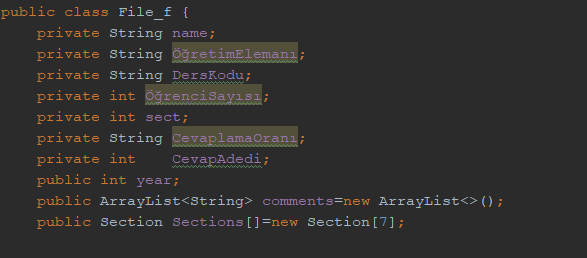 public class File_f {
private String name;
private String ÖğretimElemanı;
private String DersKodu;
private int ÖğrenciSayısı;
private int sect;
private String CevaplamaOranı;
private int    CevapAdedi;
public int year;
public ArrayList<String> comments=new ArrayList<>();
public Section Sections[]=new Section[7];